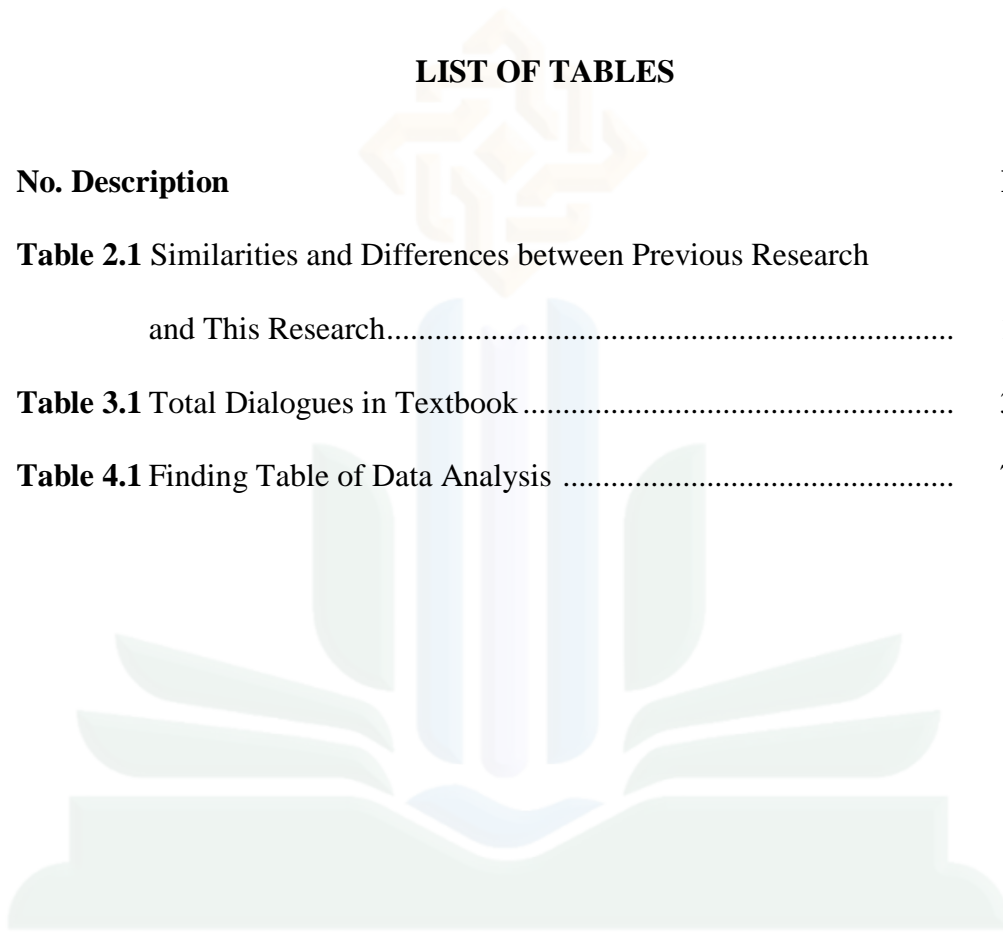 LIST OF TABLES
No. Description
Table 2.1 Similarities and Differences between Previous Research
and This Research......................................................................
Table 3.1 Total Dialogues in Textbook.....................................................
Table 4.1 Finding Table of Data Analysis ................................................